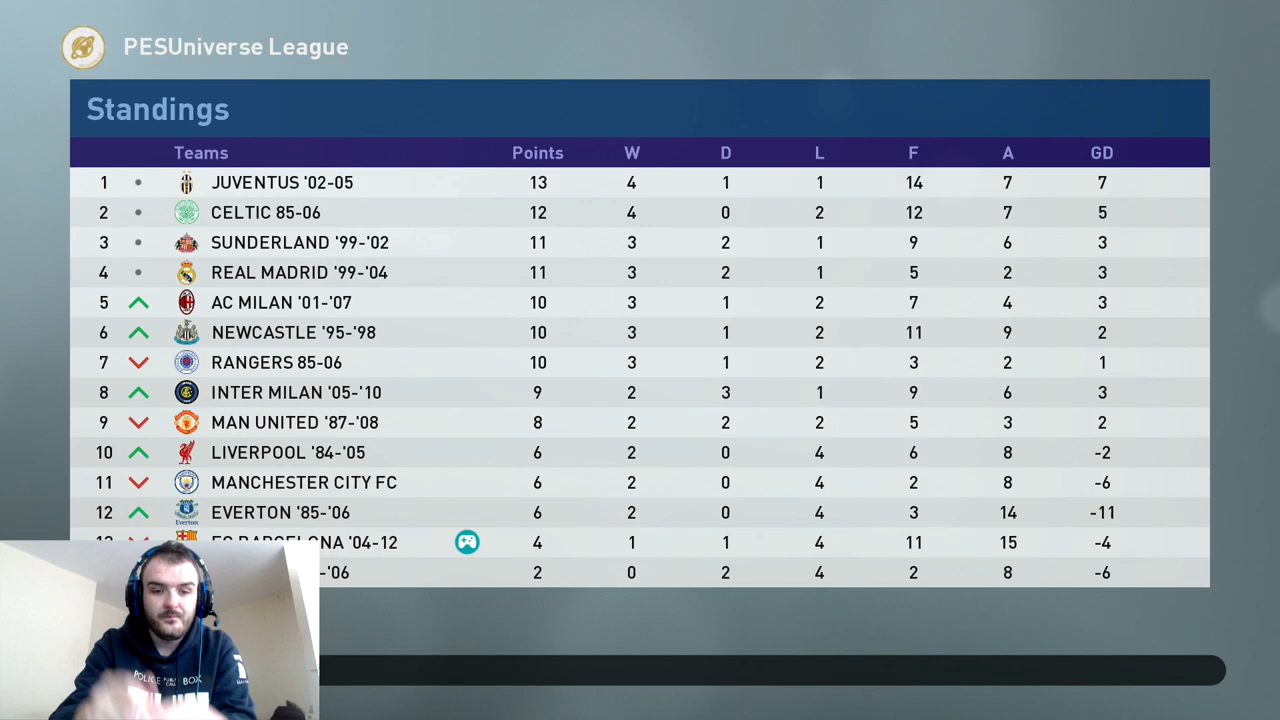 PESUniverse League
Standings
Teams Points W D L F A GD
1 JUVENTUS '02-05 13 4 1 1 14 7 7
2 CELTIC 85-06 12 4 0 2 12 7 5
3 SUNDERLAND '99-'02 11 3 2 1 9 6 3
4 REAL MADRID '99-'04 11 3 2 1 5 2 3
5 AC MILAN '01-'07 10 3 1 2 7 4 3
6 NEWCASTLE '95-'98 10 3 1 2 11 9 2
7 RANGERS 85-06 10 3 1 2 3 2 1
8 INTER MILAN '05-'10 9 2 3 1 9 6 3
9 MAN UNITED '87-'08 8 2 2 2 5 3 2
10 LIVERPOOL '84-'05 6 2 0 4 6 8 -2
11 MANCHESTER CITY FC 6 2 0 4 2 8 -6
12 Everton EVERTON '85-'06 6 2 0 4 3 14 -11
FC BARCELONA '04-12 4 1 1 4 11 15 -4
-'06 2 0 2 4 2 8 -6
POLICE PUBLIC CALL BOX